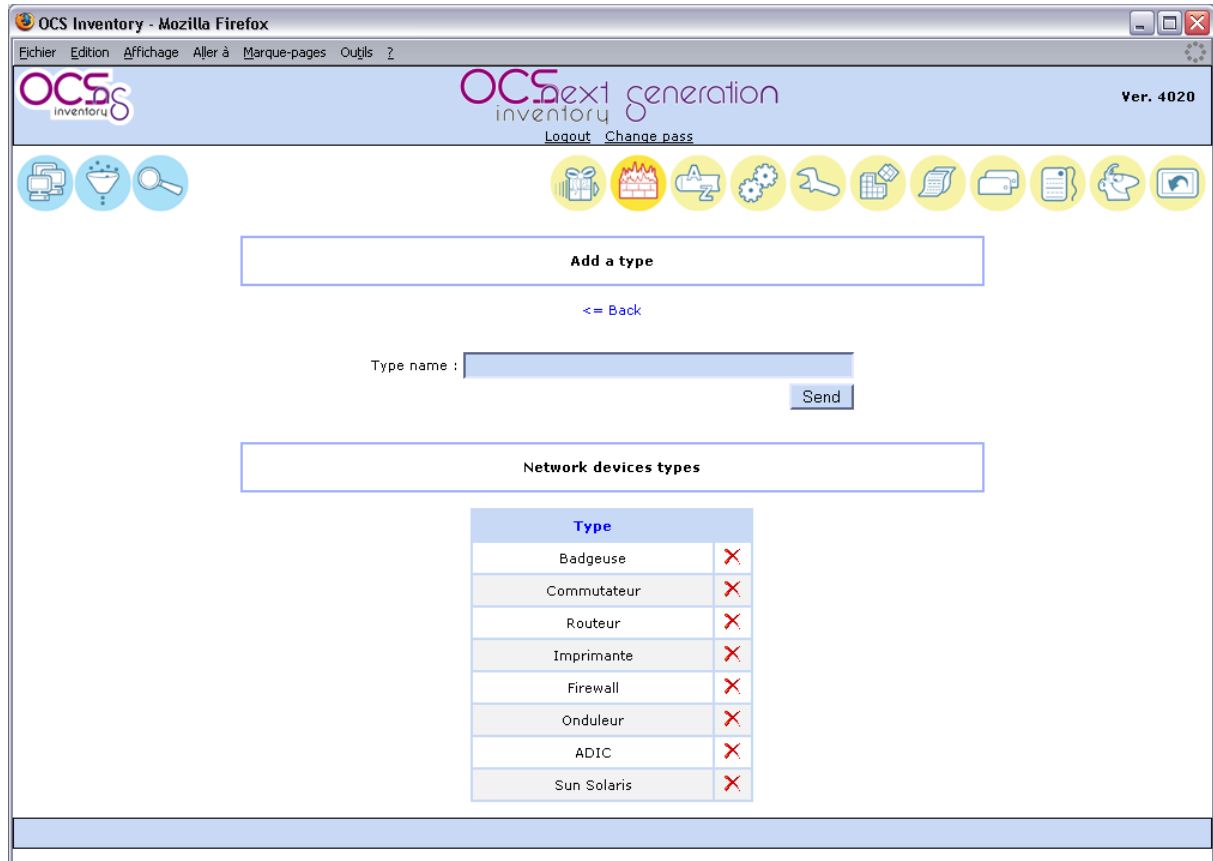 OCS Inventory - Mozilla Firefox
Fichier Edition Affichage Aller à Marque-pages Outils ?
OCS NG
inventory
OCS next generation
inventory
Ver. 4020
Logout Change pass
A
Z
Add a type
<= Back
Type name :
Send
Network devices types
Type
Badgeuse
Commutateur
Routeur
Imprimante
Firewall
Onduleur
ADIC
Sun Solaris